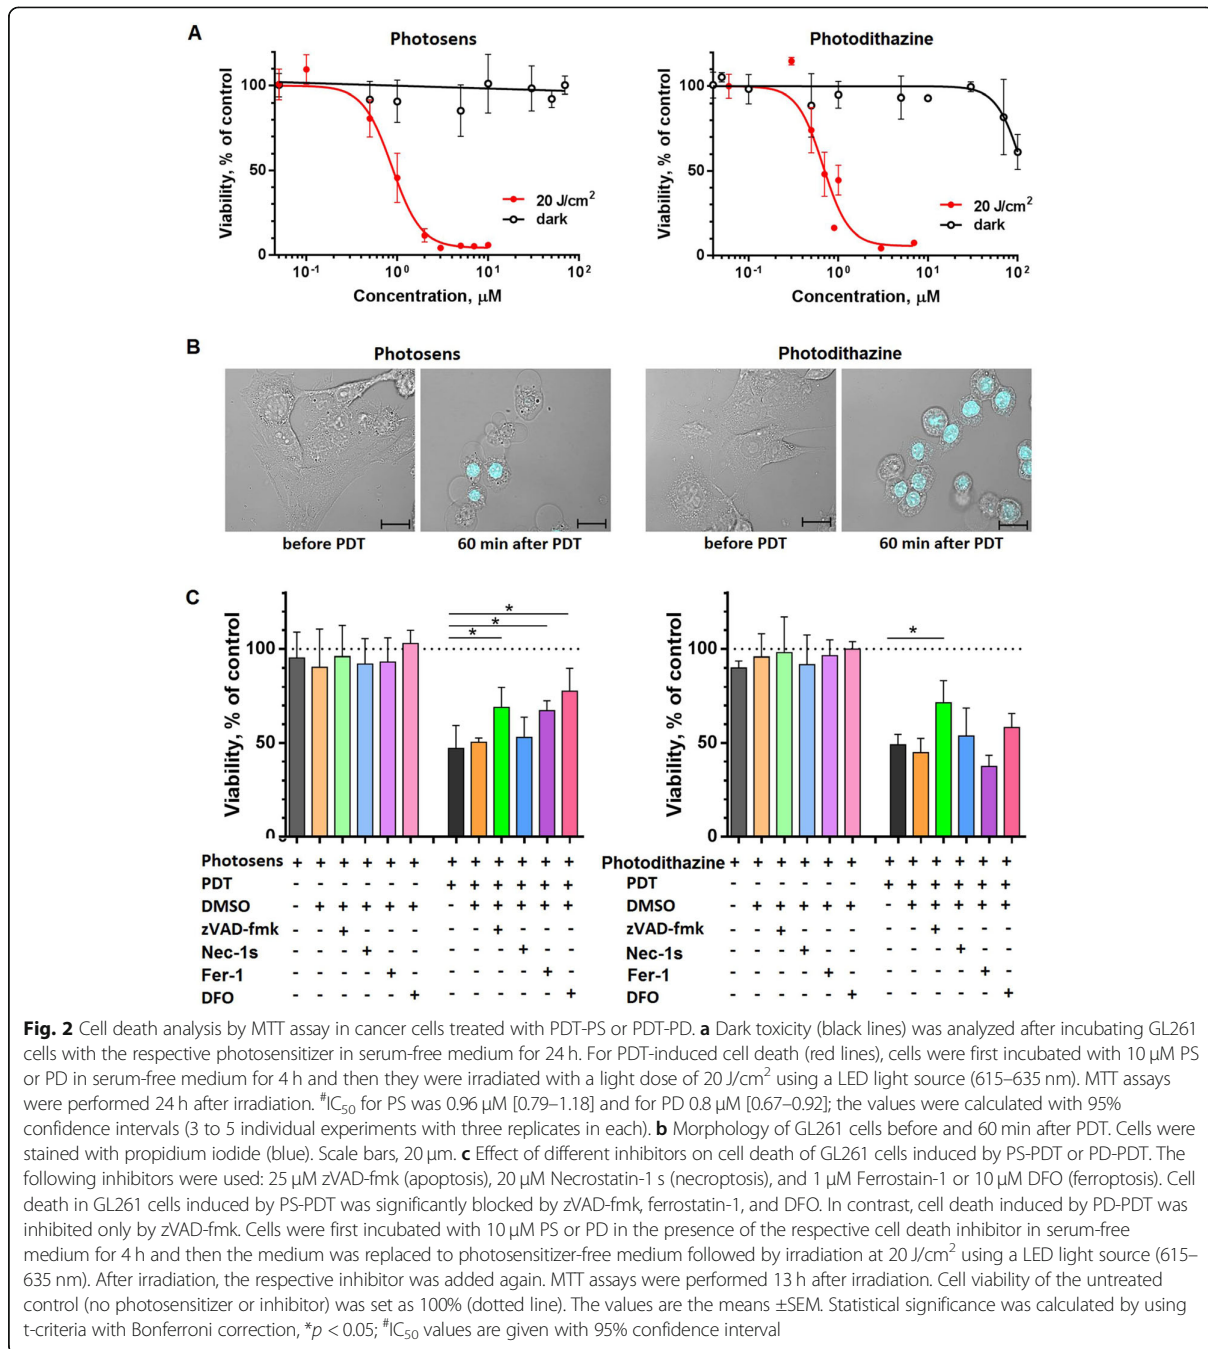 A
Photosens
Photodithazine
Viability, % of control
100
50
0
20 J/cm²
dark
10⁻¹ 10⁰ 10¹ 10²
Concentration, µM
Viability, % of control
100
50
0
20 J/cm²
dark
10⁻¹ 10⁰ 10¹ 10²
Concentration, µM
B
Photosens
Photodithazine
before PDT
60 min after PDT
before PDT
60 min after PDT
C
Viability, % of control
100
50
0
* * *
Viability, % of control
100
50
0
*
Photosens + + + + + + + + + + + +
PDT - - - - - - + + + + + +
DMSO - + + + + + - + + + + +
zVAD-fmk - - + - - - - - + - - -
Nec-1s - - - + - - - - - + - -
Fer-1 - - - - + - - - - - + -
DFO - - - - - + - - - - - +
Photodithazine + + + + + + + + + + + +
PDT - - - - - - + + + + + +
DMSO - + + + + + - + + + + +
zVAD-fmk - - + - - - - - + - - -
Nec-1s - - - + - - - - - + - -
Fer-1 - - - - + - - - - - + -
DFO - - - - - + - - - - - +
Fig. 2 Cell death analysis by MTT assay in cancer cells treated with PDT-PS or PDT-PD. a Dark toxicity (black lines) was analyzed after incubating GL261
cells with the respective photosensitizer in serum-free medium for 24 h. For PDT-induced cell death (red lines), cells were first incubated with 10 µM PS
or PD in serum-free medium for 4 h and then they were irradiated with a light dose of 20 J/cm² using a LED light source (615–635 nm). MTT assays
were performed 24 h after irradiation. #IC₅₀ for PS was 0.96 µM [0.79–1.18] and for PD 0.8 µM [0.67–0.92]; the values were calculated with 95%
confidence intervals (3 to 5 individual experiments with three replicates in each). b Morphology of GL261 cells before and 60 min after PDT. Cells were
stained with propidium iodide (blue). Scale bars, 20 µm. c Effect of different inhibitors on cell death of GL261 cells induced by PS-PDT or PD-PDT. The
following inhibitors were used: 25 µM zVAD-fmk (apoptosis), 20 µM Necrostatin-1 s (necroptosis), and 1 µM Ferrostain-1 or 10 µM DFO (ferroptosis). Cell
death in GL261 cells induced by PS-PDT was significantly blocked by zVAD-fmk, ferrostatin-1, and DFO. In contrast, cell death induced by PD-PDT was
inhibited only by zVAD-fmk. Cells were first incubated with 10 µM PS or PD in the presence of the respective cell death inhibitor in serum-free
medium for 4 h and then the medium was replaced to photosensitizer-free medium followed by irradiation at 20 J/cm² using a LED light source (615–
635 nm). After irradiation, the respective inhibitor was added again. MTT assays were performed 13 h after irradiation. Cell viability of the untreated
control (no photosensitizer or inhibitor) was set as 100% (dotted line). The values are the means ±SEM. Statistical significance was calculated by using
t-criteria with Bonferroni correction, *p < 0.05; #IC₅₀ values are given with 95% confidence interval